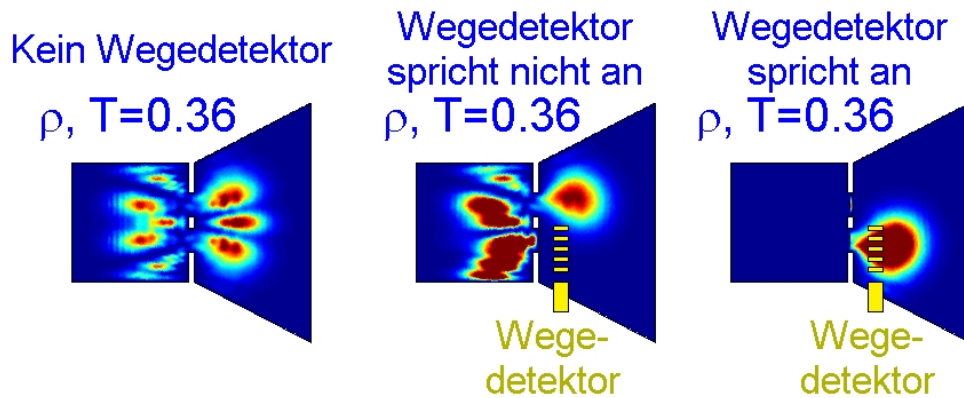 Kein Wegedetektor
ρ, T=0.36
Wegedetektor
spricht nicht an
ρ, T=0.36
Wege-
detektor
Wegedetektor
spricht an
ρ, T=0.36
Wege-
detektor